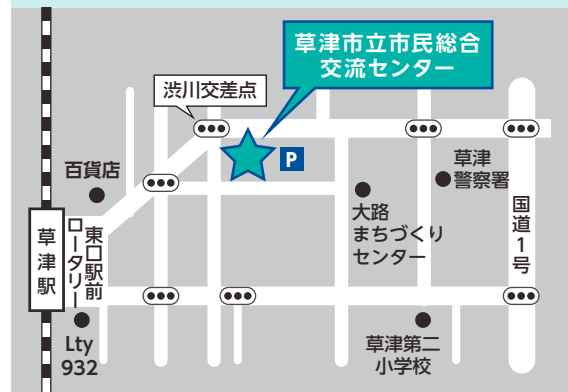 草津市立市民総合
交流センター
渋川交差点
P
百貨店
草津
警察署
大路
まちづくり
センター
国道1号
草津駅
東口駅前
ロータリー
Lty
932
草津第二
小学校